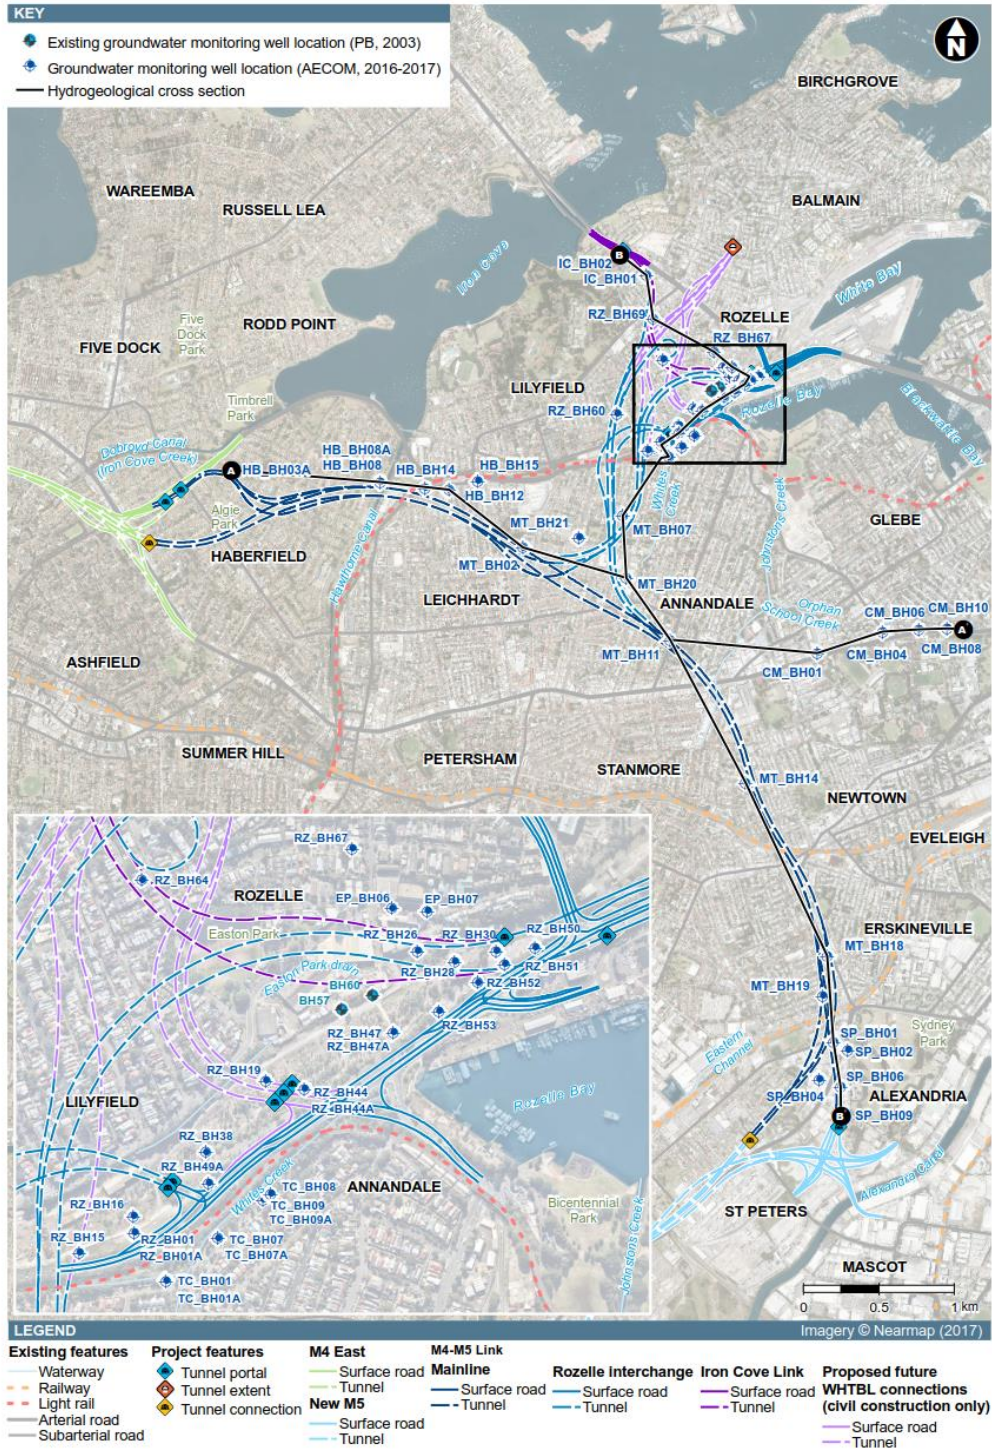 KEY
Existing groundwater monitoring well location (PB, 2003)
Groundwater monitoring well location (AECOM, 2016-2017)
Hydrogeological cross section
N
BIRCHGROVE
WAREEMBA
RUSSELL LEA
BALMAIN
Iron Cove
B
IC_BH02
IC_BH01
White Bay
RZ_BH69
ROZELLE
RODD POINT
Five
Dock
Park
FIVE DOCK
RZ_BH67
LILYFIELD
Timbrell
Park
RZ_BH60
Rozelle Bay
Blackwattle Bay
Dobroyd Canal
(Iron Cove Creek)
A
HB_BH03A
HB_BH08A
HB_BH08
HB_BH14
HB_BH15
HB_BH12
Whites
Creek
Johnstons Creek
Algie
Park
MT_BH21
MT_BH07
GLEBE
HABERFIELD
Hawthorne Canal
MT_BH02
MT_BH20
LEICHHARDT
ANNANDALE
Orphan
School Creek
CM_BH06
CM_BH10
A
MT_BH11
CM_BH04
CM_BH08
CM_BH01
ASHFIELD
SUMMER HILL
PETERSHAM
STANMORE
MT_BH14
NEWTOWN
EVELEIGH
ERSKINEVILLE
MT_BH18
MT_BH19
Sydney
Park
SP_BH01
SP_BH02
Eastern
Channel
SP_BH06
SP_BH04
ALEXANDRIA
B
SP_BH09
Alexandra Canal
ST PETERS
MASCOT
0 0.5 1 km
RZ_BH67
RZ_BH64
ROZELLE
EP_BH06
EP_BH07
Easton Park
RZ_BH26
RZ_BH30
RZ_BH50
RZ_BH28
RZ_BH51
Easton Park drain
BH60
RZ_BH52
BH57
RZ_BH53
RZ_BH47
RZ_BH47A
RZ_BH19
RZ_BH44
RZ_BH44A
Rozelle Bay
LILYFIELD
RZ_BH38
RZ_BH49A
Whites Creek
TC_BH08
ANNANDALE
TC_BH09
TC_BH09A
RZ_BH16
Bicentennial
Park
RZ_BH15
RZ_BH01
RZ_BH01A
TC_BH07
TC_BH07A
Johnstons Creek
TC_BH01
TC_BH01A
LEGEND
Imagery © Nearmap (2017)
Existing features
Waterway
Railway
Light rail
Arterial road
Subarterial road
Project features
Tunnel portal
Tunnel extent
Tunnel connection
M4 East
Surface road
Tunnel
New M5
Surface road
Tunnel
M4-M5 Link
Mainline
Surface road
Tunnel
Rozelle interchange
Surface road
Tunnel
Iron Cove Link
Surface road
Tunnel
Proposed future
WHTBL connections
(civil construction only)
Surface road
Tunnel